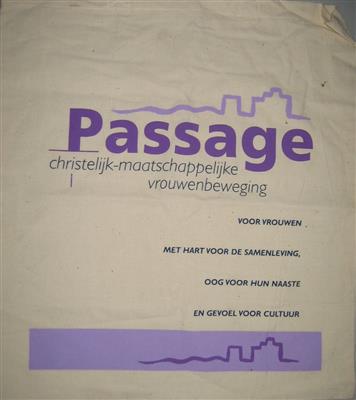 Passage
christelijk-maatschappelijke
vrouwenbeweging
VOOR VROUWEN
MET HART VOOR DE SAMENLEVING,
OOG VOOR HUN NAASTE
EN GEVOEL VOOR CULTUUR